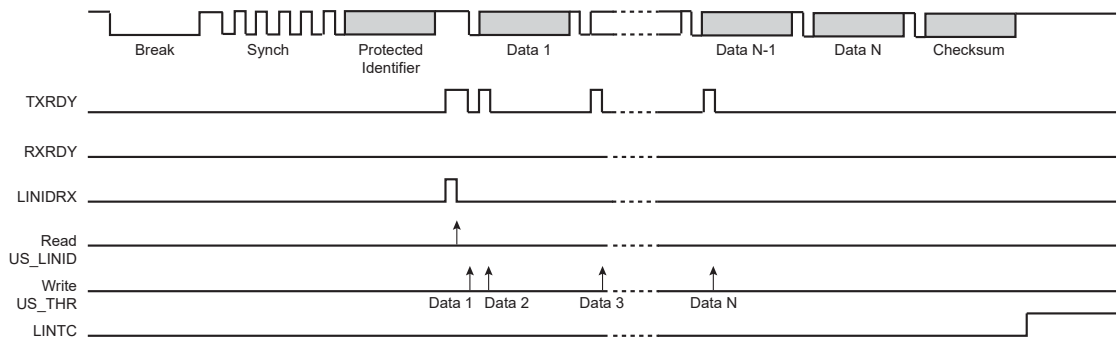 Break Synch Protected Identifier Data 1 Data N-1 Data N Checksum
TXRDY
RXRDY
LINIDRX
Read
US_LINID
Write
US_THR
Data 1 Data 2 Data 3 Data N
LINTC